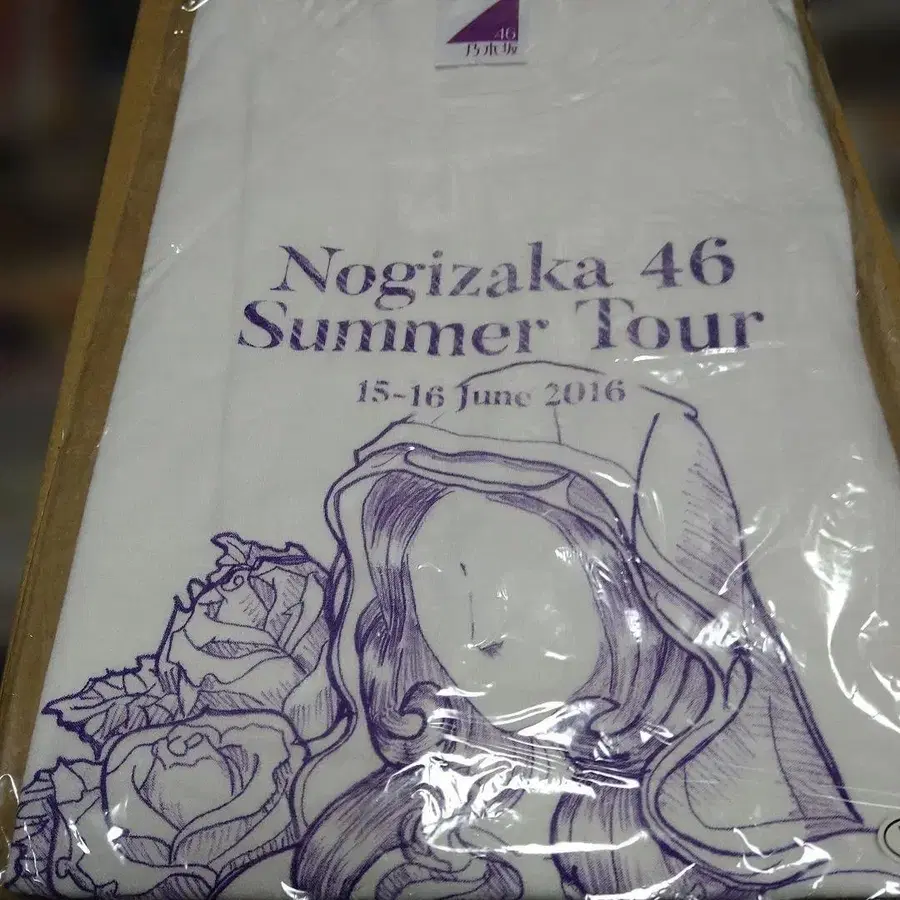 46
乃木坂
Nogizaka 46
Summer Tour
15-16 June 2016